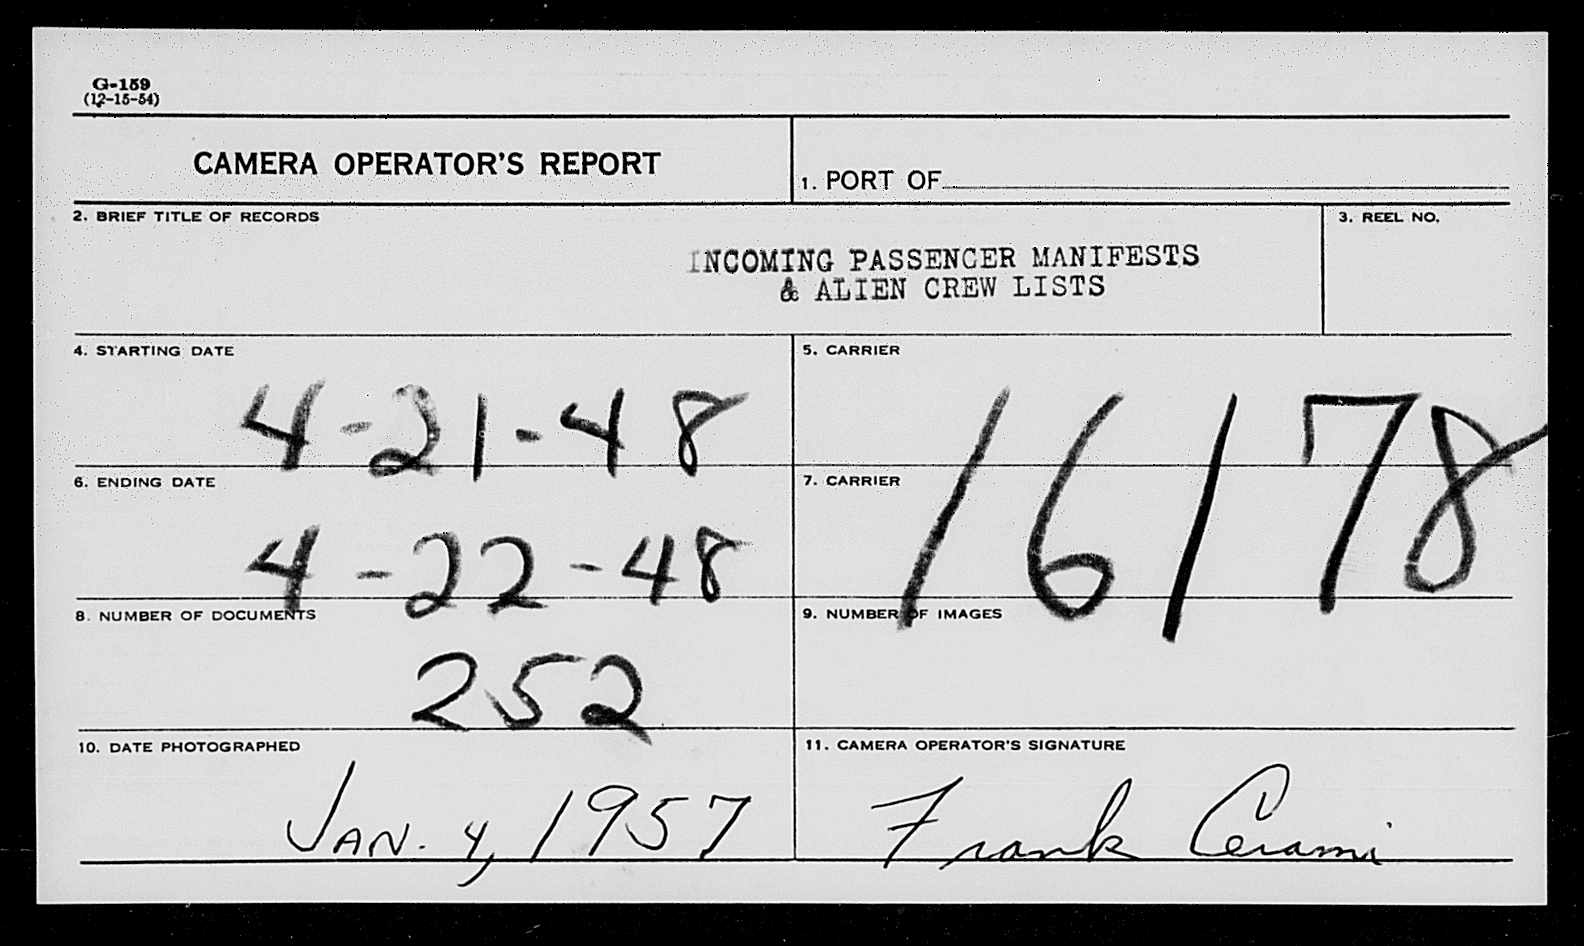 G-159
(12-15-54)
CAMERA OPERATOR'S REPORT
1. PORT OF
2. BRIEF TITLE OF RECORDS
3. REEL NO.
INCOMING PASSENGER MANIFESTS
& ALIEN CREW LISTS
4. STARTING DATE
4-21-48
5. CARRIER
16178
6. ENDING DATE
4-22-48
7. CARRIER
8. NUMBER OF DOCUMENTS
252
9. NUMBER OF IMAGES
10. DATE PHOTOGRAPHED
JAN. 4, 1957
11. CAMERA OPERATOR'S SIGNATURE
Frank Cerami